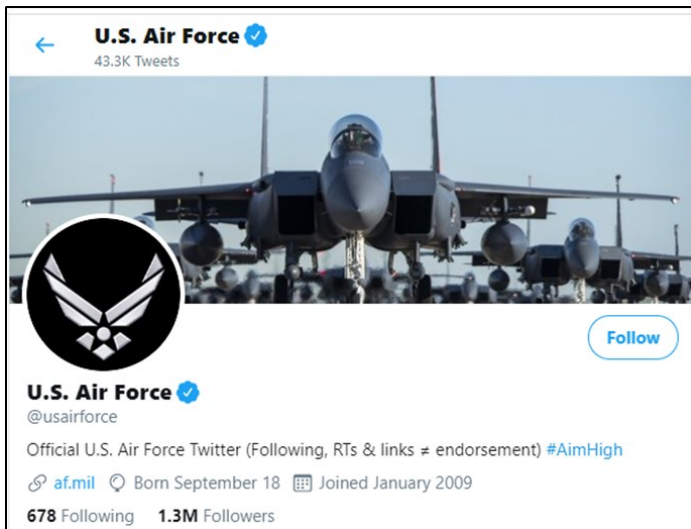 U.S. Air Force
43.3K Tweets
Follow
U.S. Air Force
@usairforce
Official U.S. Air Force Twitter (Following, RTs & links ≠ endorsement) #AimHigh
af.mil Born September 18 Joined January 2009
678 Following 1.3M Followers